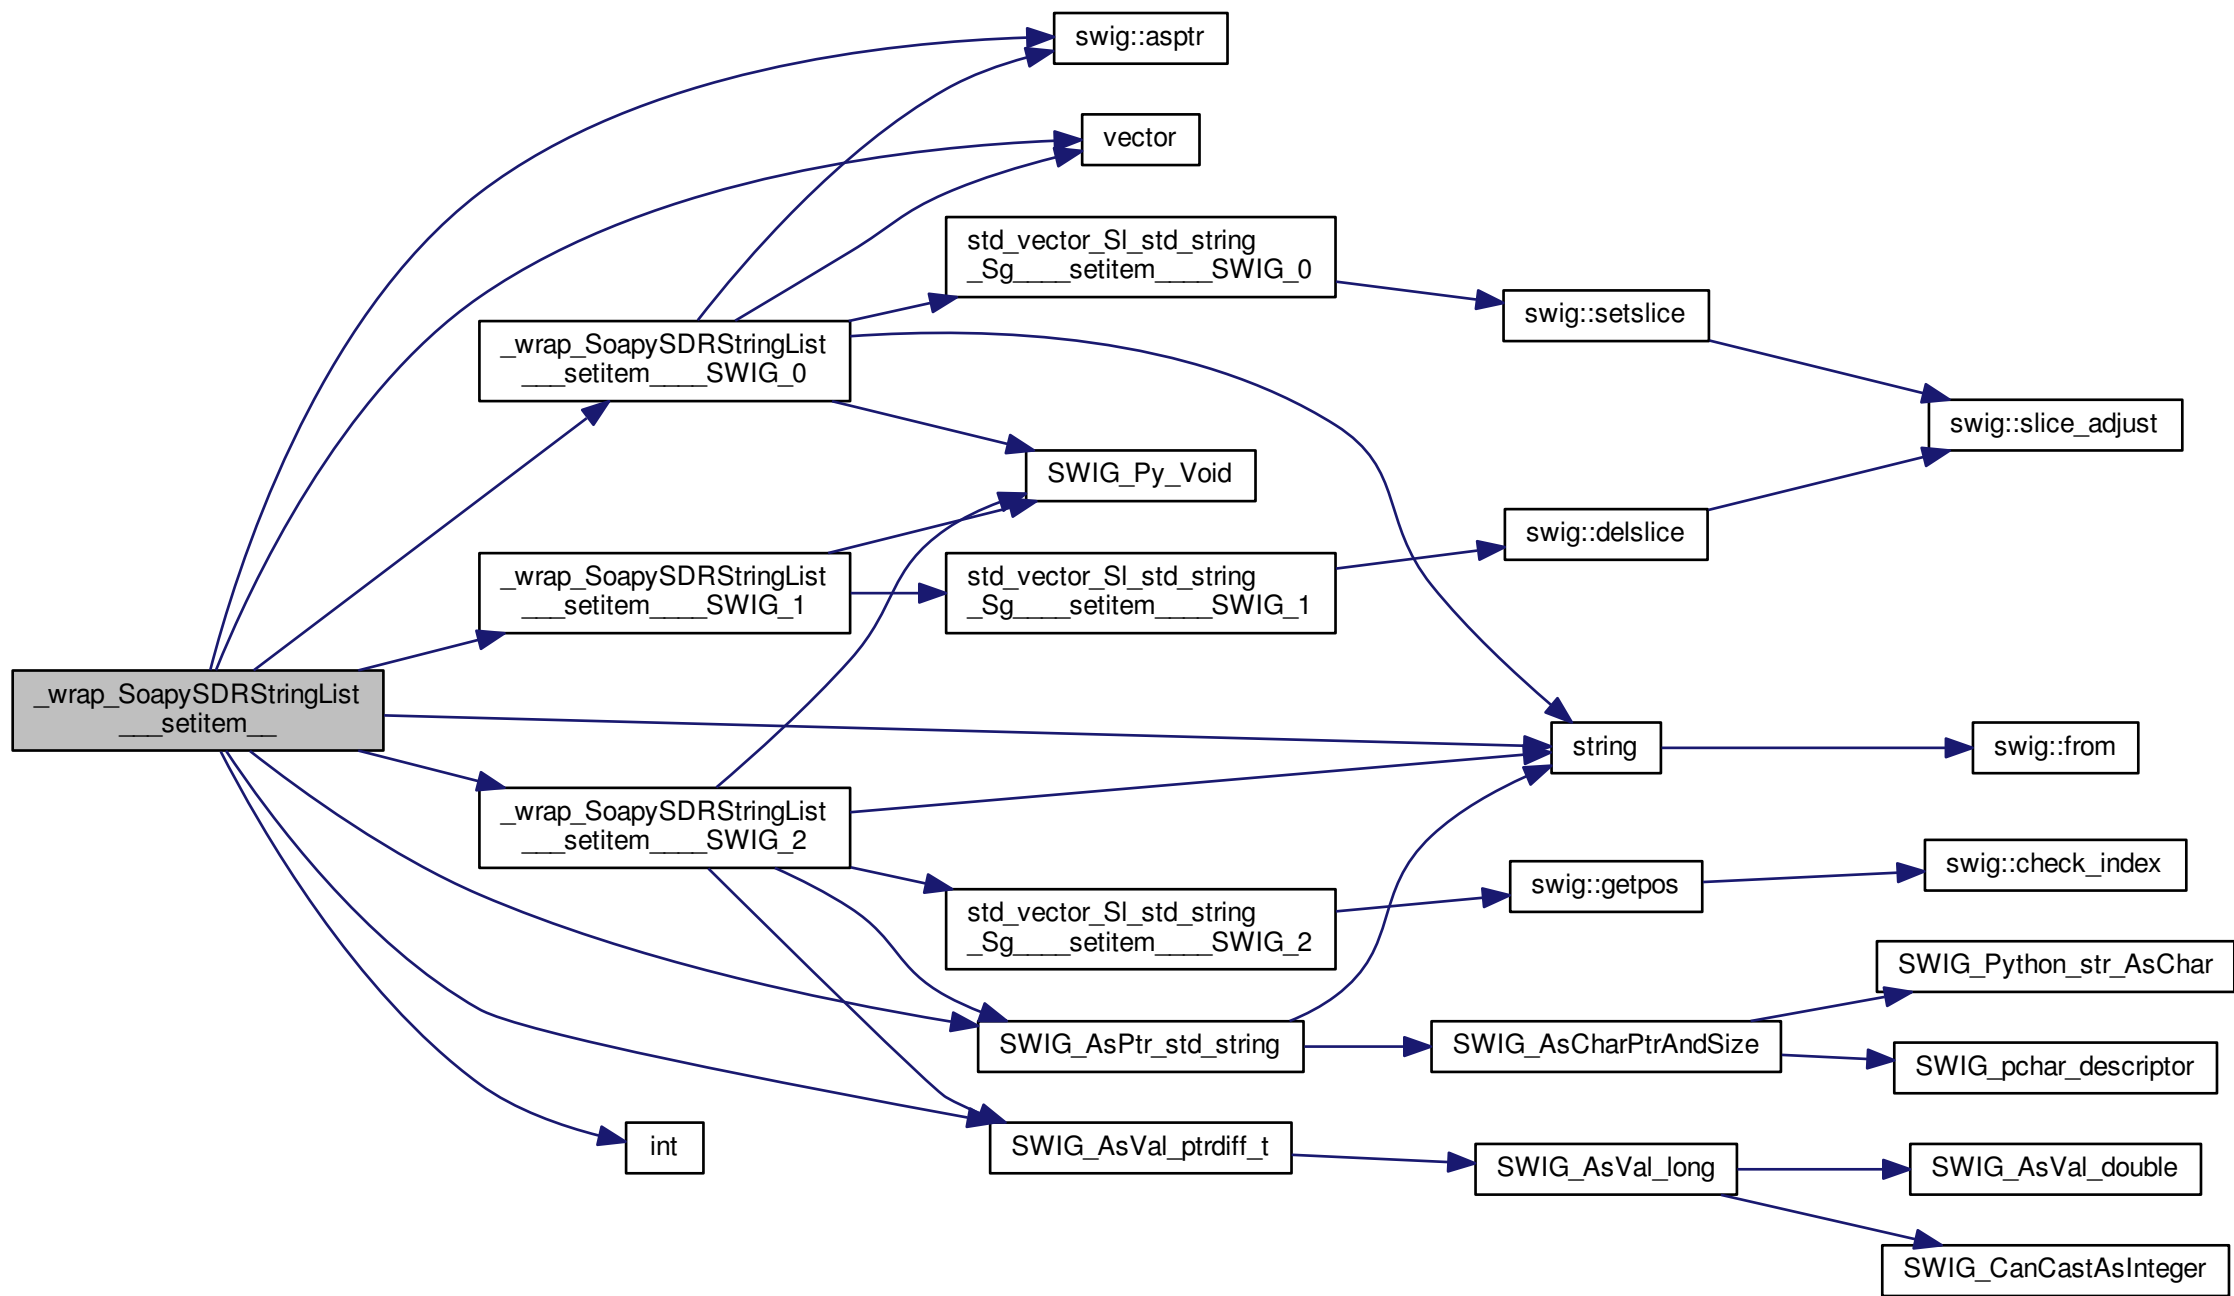 swig::asptr
vector
std_vector_Sl_std_string
_Sg____setitem____SWIG_0
swig::setslice
_wrap_SoapySDRStringList
___setitem____SWIG_0
swig::slice_adjust
SWIG_Py_Void
swig::delslice
_wrap_SoapySDRStringList
___setitem____SWIG_1
std_vector_Sl_std_string
_Sg____setitem____SWIG_1
_wrap_SoapySDRStringList
___setitem__
string
swig::from
_wrap_SoapySDRStringList
___setitem____SWIG_2
swig::getpos
swig::check_index
std_vector_Sl_std_string
_Sg____setitem____SWIG_2
SWIG_Python_str_AsChar
SWIG_AsPtr_std_string
SWIG_AsCharPtrAndSize
SWIG_pchar_descriptor
int
SWIG_AsVal_ptrdiff_t
SWIG_AsVal_long
SWIG_AsVal_double
SWIG_CanCastAsInteger